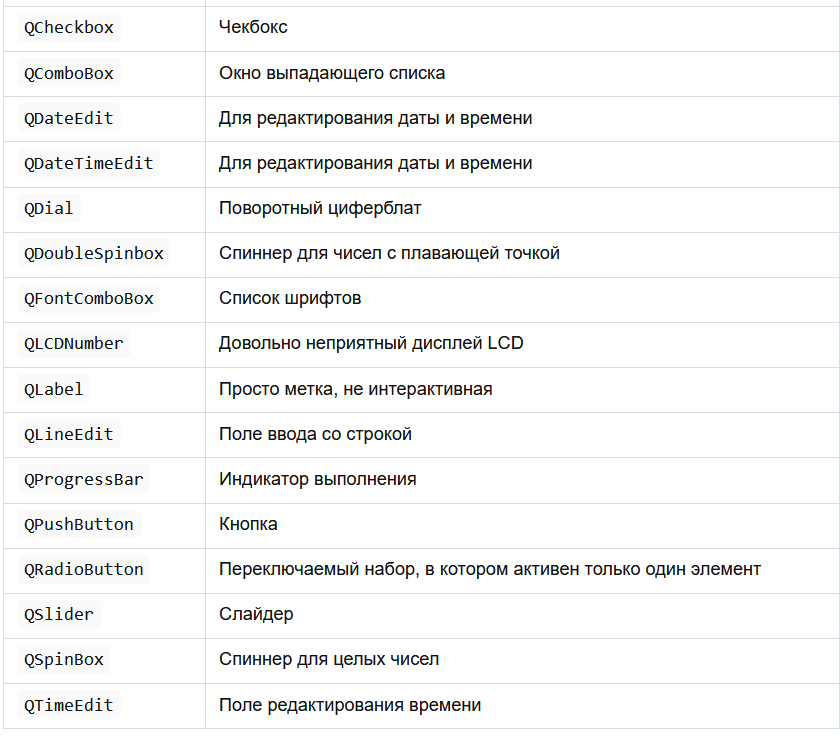 QCheckbox Чекбокс
QComboBox Окно выпадающего списка
QDateEdit Для редактирования даты и времени
QDateTimeEdit Для редактирования даты и времени
QDial Поворотный циферблат
QDoubleSpinbox Спиннер для чисел с плавающей точкой
QFontComboBox Список шрифтов
QLCDNumber Довольно неприятный дисплей LCD
QLabel Просто метка, не интерактивная
QLineEdit Поле ввода со строкой
QProgressBar Индикатор выполнения
QPushButton Кнопка
QRadioButton Переключаемый набор, в котором активен только один элемент
QSlider Слайдер
QSpinBox Спиннер для целых чисел
QTimeEdit Поле редактирования времени